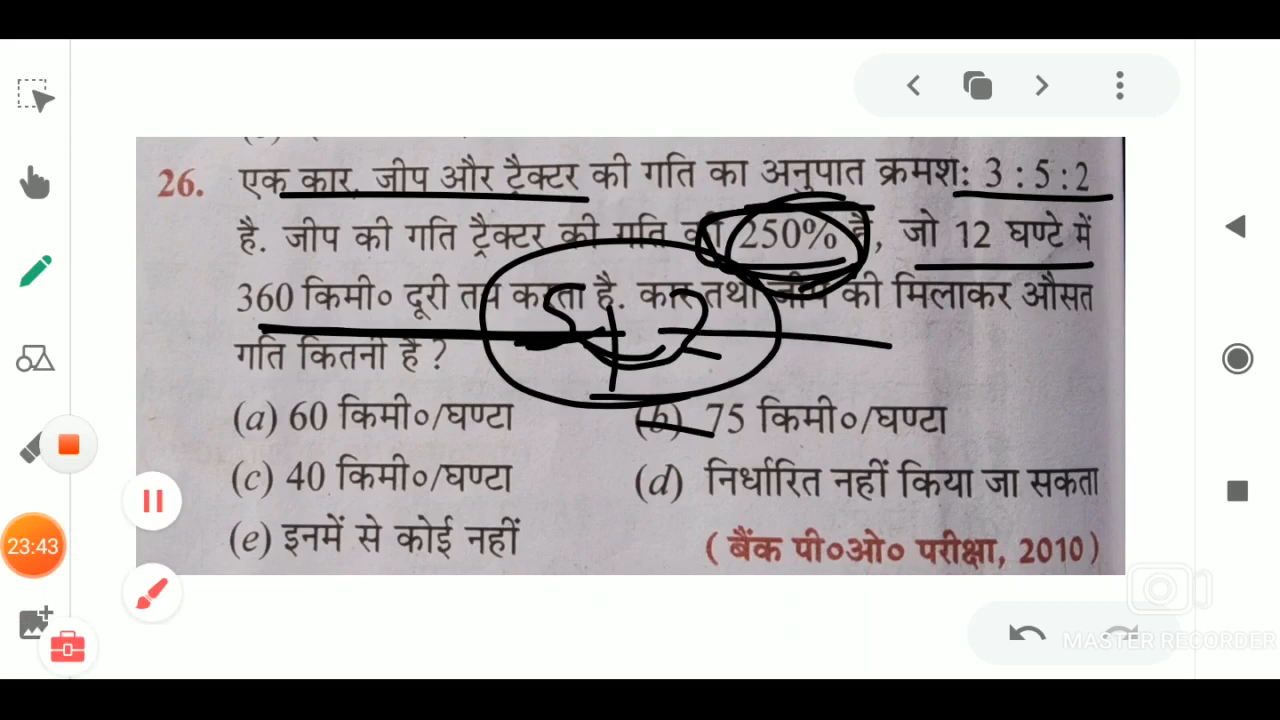 26. एक कार, जीप और ट्रैक्टर की गति का अनुपात क्रमशः 3 : 5 : 2
है. जीप की गति ट्रैक्टर की गति की 250% है, जो 12 घण्टे में
360 किमी० दूरी तय करता है. कार तथा जीप की मिलाकर औसत
गति कितनी है ?
(a) 60 किमी०/घण्टा (b) 75 किमी०/घण्टा
(c) 40 किमी०/घण्टा (d) निर्धारित नहीं किया जा सकता
(e) इनमें से कोई नहीं
( बैंक पी०ओ० परीक्षा, 2010 )
23:43
MASTER RECORDER